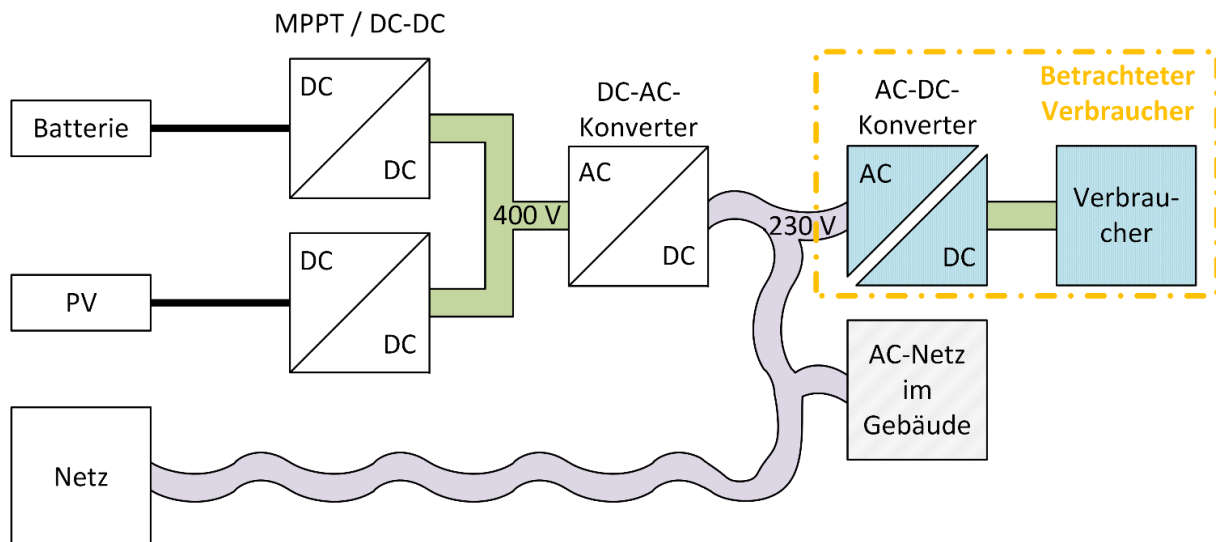 MPPT / DC-DC
DC
DC
Batterie
DC-AC-
Konverter
AC
DC
400 V
230 V
AC-DC-
Konverter
AC
DC
Betrachteter
Verbraucher
Verbrau-
cher
PV
DC
DC
AC-Netz
im
Gebäude
Netz